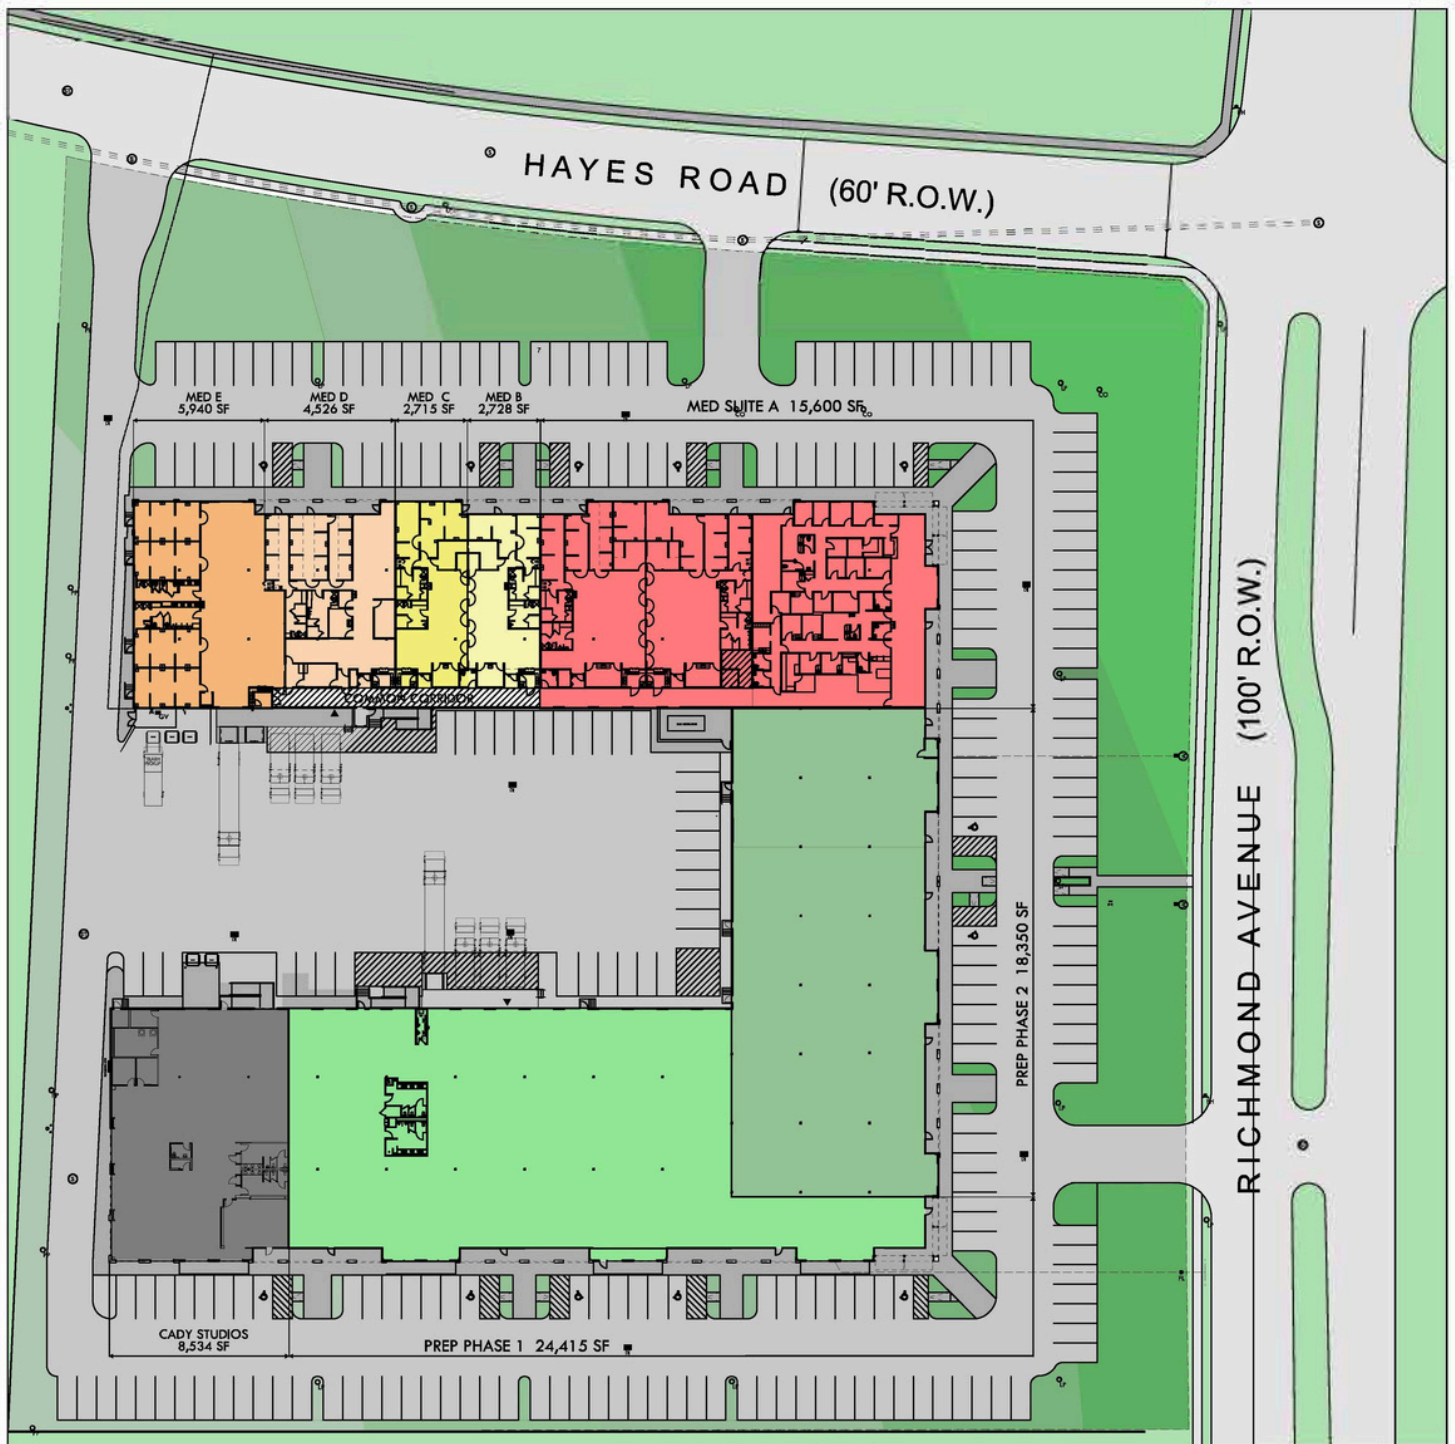 HAYES ROAD (60' R.O.W.)
MED E
5,940 SF
MED D
4,526 SF
MED C
2,715 SF
MED B
2,728 SF
MED SUITE A 15,600 SF
COMMON CORRIDOR
RICHMOND AVENUE (100' R.O.W.)
PREP PHASE 2 18,350 SF
CADY STUDIOS
8,534 SF
PREP PHASE 1 24,415 SF